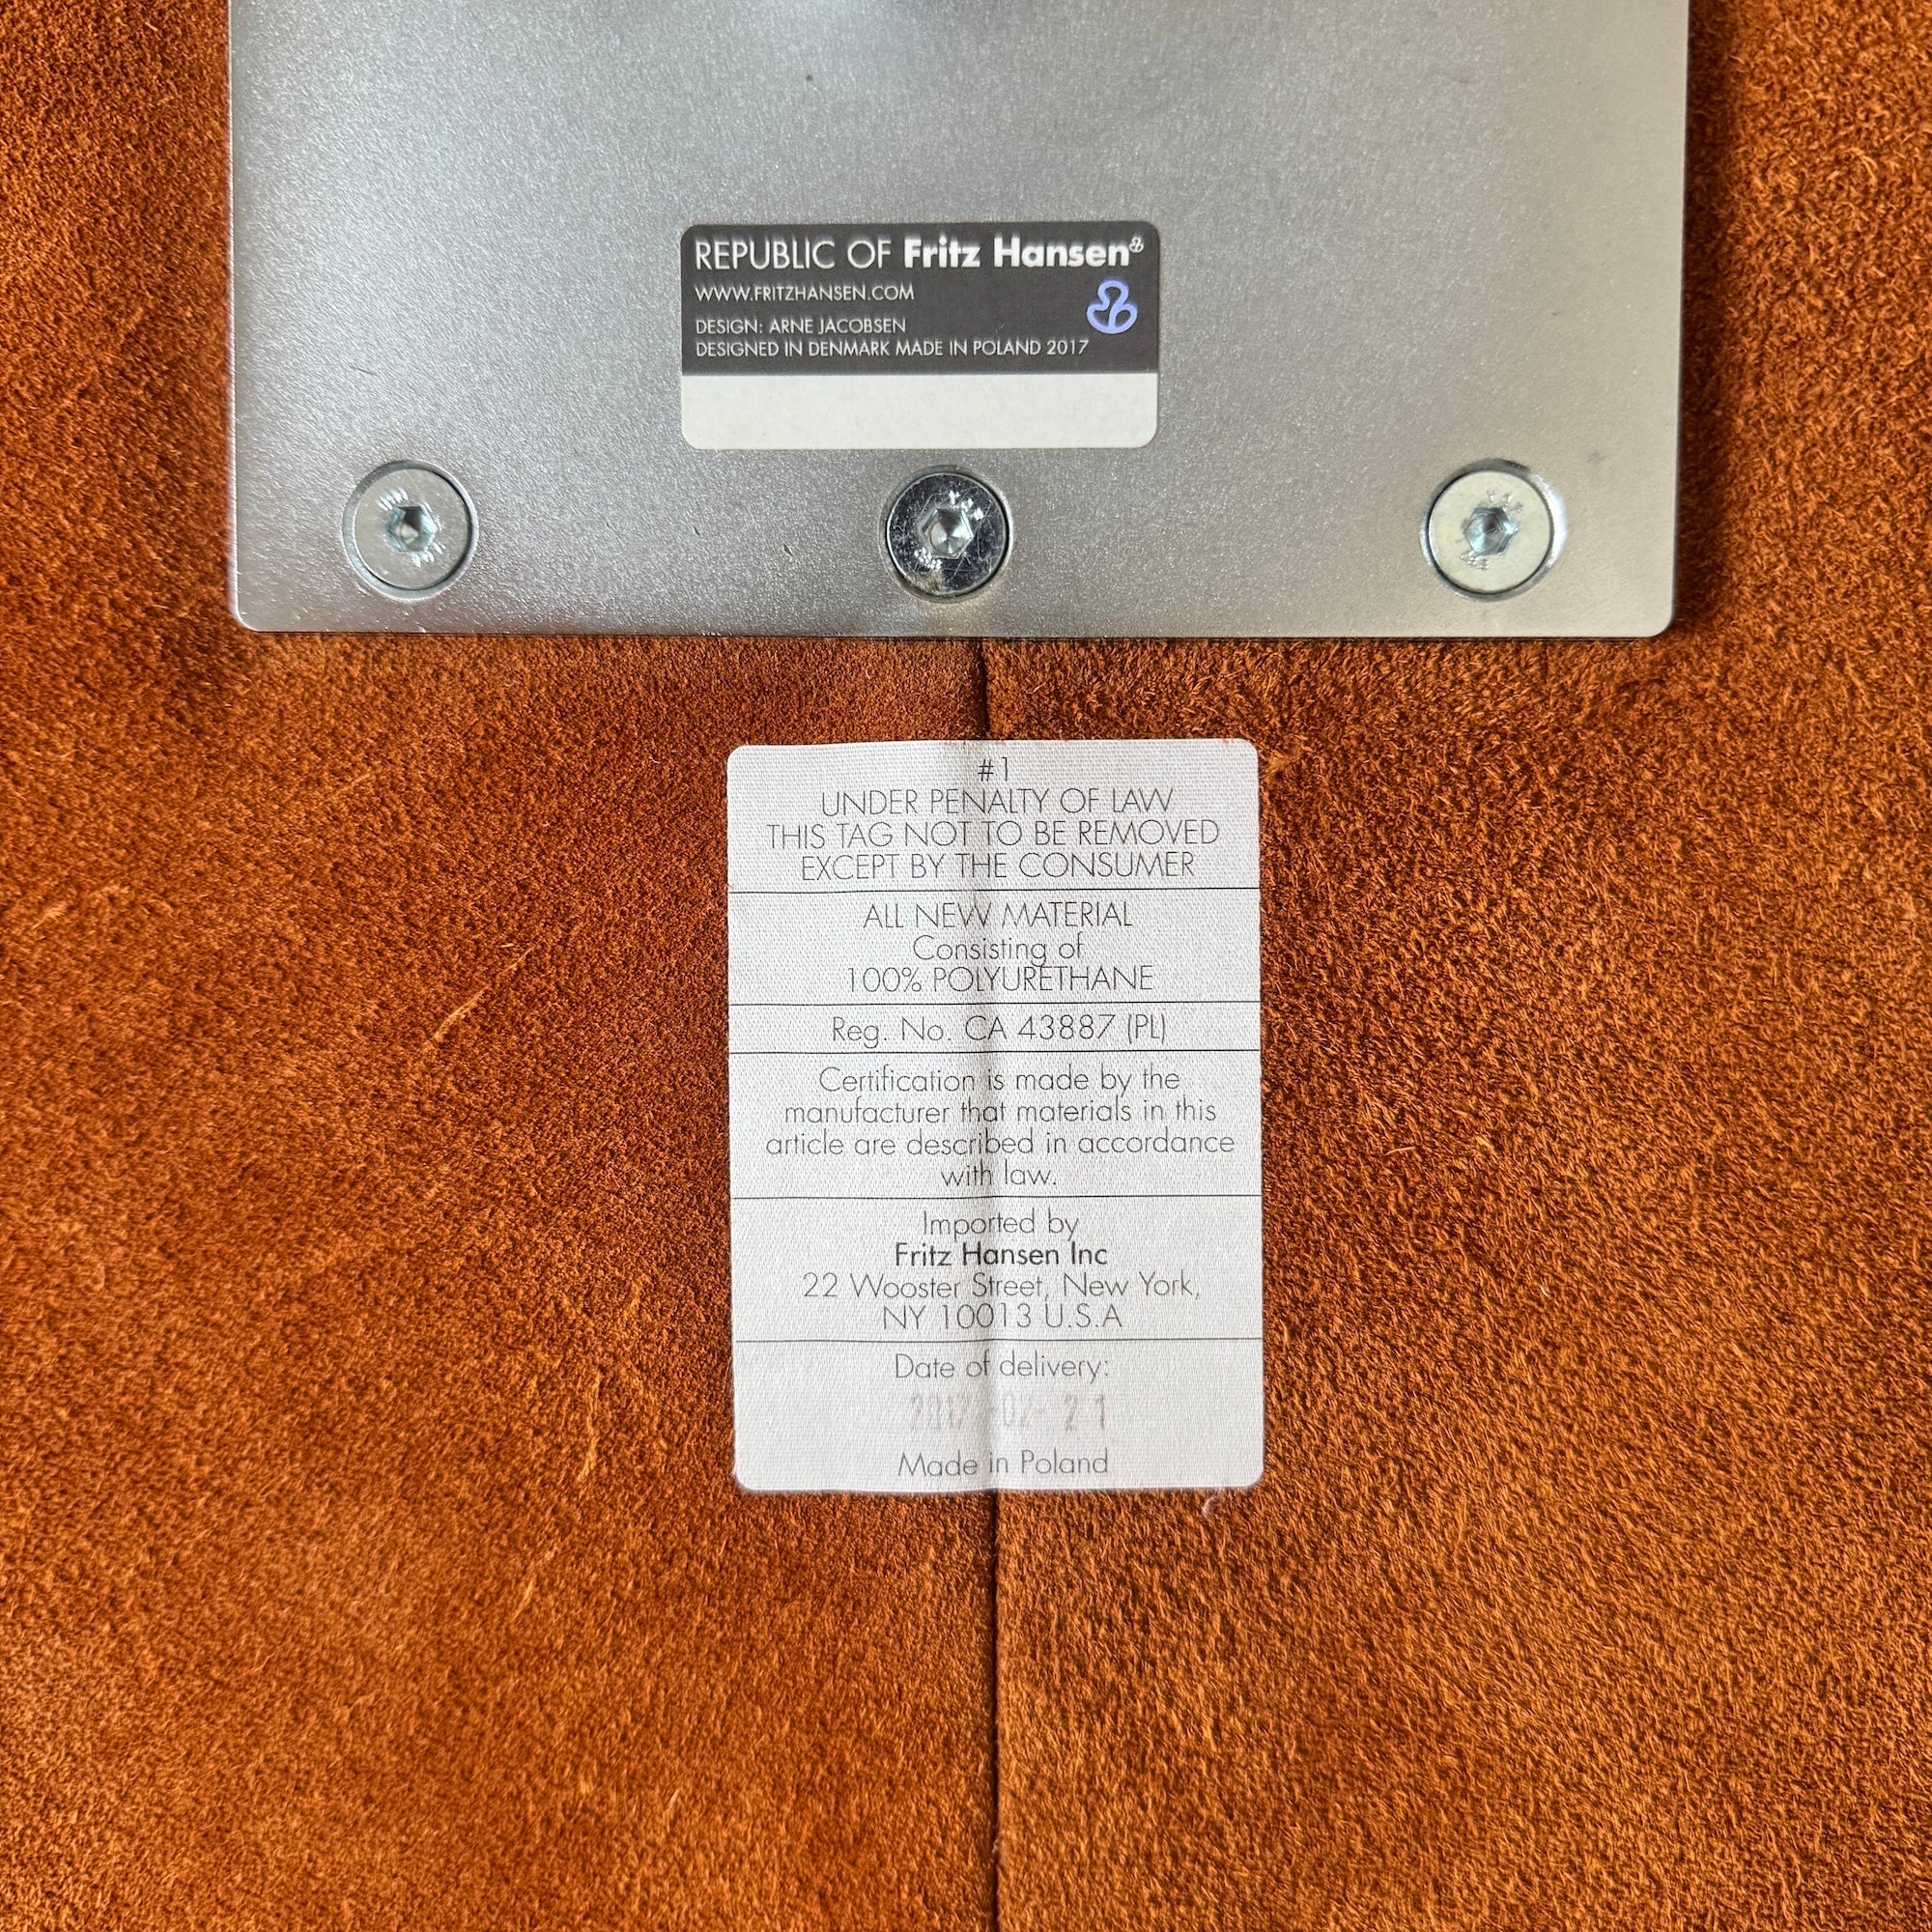 REPUBLIC OF Fritz Hansen
WWW.FRITZHANSEN.COM
DESIGN: ARNE JACOBSEN
DESIGNED IN DENMARK MADE IN POLAND 2017
#1
UNDER PENALTY OF LAW
THIS TAG NOT TO BE REMOVED
EXCEPT BY THE CONSUMER
ALL NEW MATERIAL
Consisting of
100% POLYURETHANE
Reg. No. CA 43887 (PL)
Certification is made by the
manufacturer that materials in this
article are described in accordance
with law.
Imported by
Fritz Hansen Inc
22 Wooster Street, New York,
NY 10013 U.S.A
Date of delivery:
Made in Poland